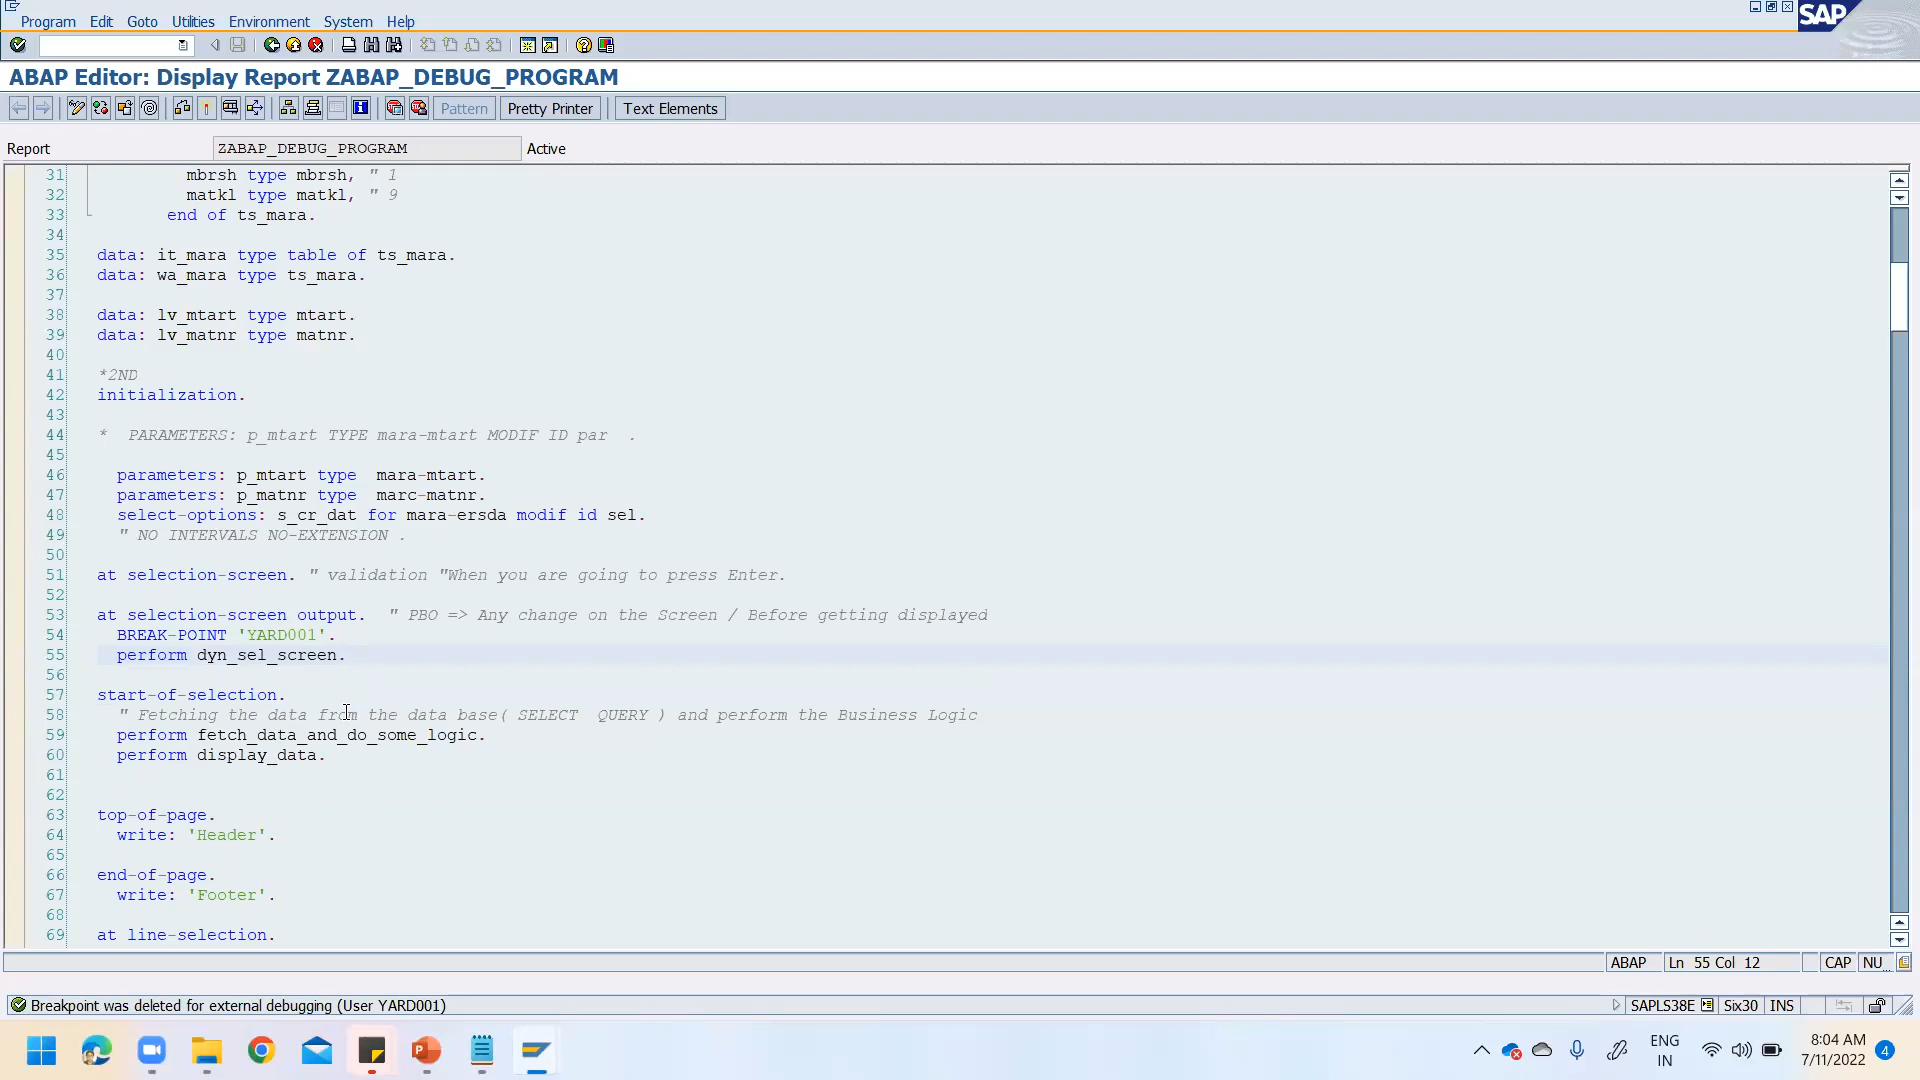 Program Edit Goto Utilities Environment System Help
SAP
ABAP Editor: Display Report ZABAP_DEBUG_PROGRAM
Pattern Pretty Printer Text Elements
Report ZABAP_DEBUG_PROGRAM Active
31 mbrsh type mbrsh, " 1
32 matkl type matkl, " 9
33 end of ts_mara.
34
35 data: it_mara type table of ts_mara.
36 data: wa_mara type ts_mara.
37
38 data: lv_mtart type mtart.
39 data: lv_matnr type matnr.
40
41 *2ND
42 initialization.
43
44 * PARAMETERS: p_mtart TYPE mara-mtart MODIF ID par .
45
46 parameters: p_mtart type mara-mtart.
47 parameters: p_matnr type marc-matnr.
48 select-options: s_cr_dat for mara-ersda modif id sel.
49 " NO INTERVALS NO-EXTENSION .
50
51 at selection-screen. " validation "When you are going to press Enter.
52
53 at selection-screen output. " PBO => Any change on the Screen / Before getting displayed
54 BREAK-POINT 'YARD001'.
55 perform dyn_sel_screen.
56
57 start-of-selection.
58 " Fetching the data from the data base( SELECT QUERY ) and perform the Business Logic
59 perform fetch_data_and_do_some_logic.
60 perform display_data.
61
62
63 top-of-page.
64 write: 'Header'.
65
66 end-of-page.
67 write: 'Footer'.
68
69 at line-selection.
ABAP Ln 55 Col 12 CAP NU...
Breakpoint was deleted for external debugging (User YARD001) SAPLS38E Six30 INS
ENG
IN
8:04 AM
7/11/2022
4